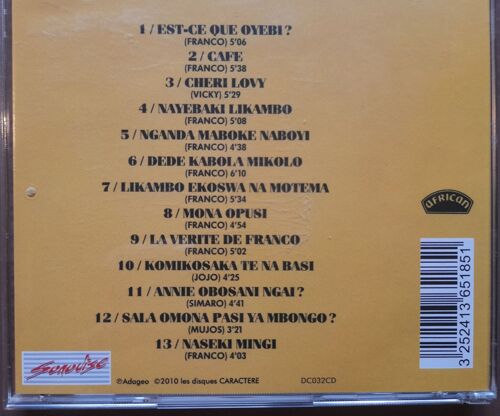 1 / EST-CE QUE OYEBI ?
(FRANCO) 5'06
2 / CAFE
(FRANCO) 5'38
3 / CHERI LOVY
(VICKY) 5'29
4 / NAYEBAKI LIKAMBO
(FRANCO) 5'08
5 / NGANDA MABOKE NABOYI
(FRANCO) 4'38
6 / DEDE KABOLA MIKOLO
(FRANCO) 6'10
7 / LIKAMBO EKOSWA NA MOTEMA
(FRANCO) 5'34
8 / MONA OPUSI
(FRANCO) 4'54
9 / LA VERITE DE FRANCO
(FRANCO) 5'02
10 / KOMIKOSAKA TE NA BASI
(JOJO) 4'25
11 / ANNIE OBOSANI NGAI ?
(SIMARO) 4'41
12 / SALA OMONA PASI YA MBONGO ?
(MUJOS) 3'21
13 / NASEKI MINGI
(FRANCO) 4'03
AFRICAN
3 252413 651851
Sonodisc
℗Adageo ©2010 les disques CARACTERE DC032CD